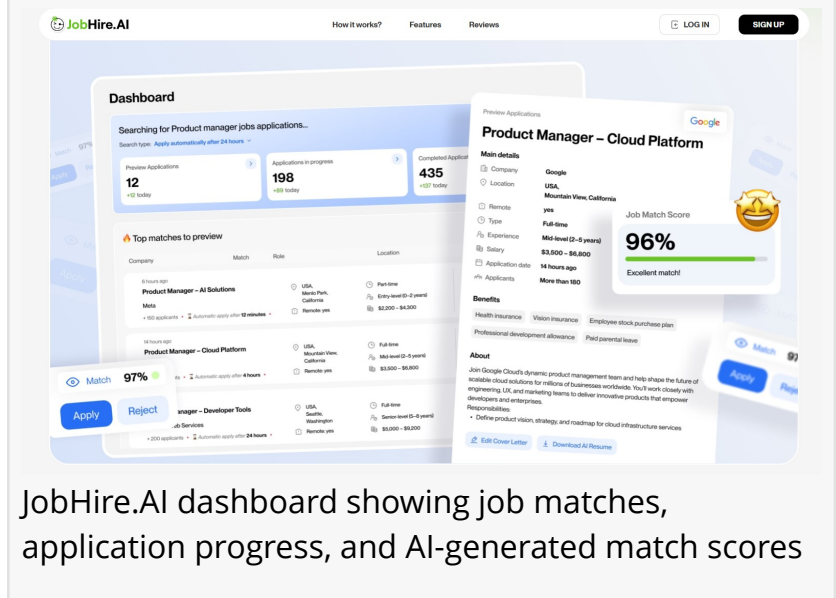 JobHire.AI
How it works? Features Reviews
LOG IN
SIGN UP
Dashboard
Searching for Product manager jobs applications...
Search type Apply automatically after 24 hours
Preview Applications
12
+12 today
Applications in progress
198
+89 today
Completed Applicat
435
+137 today
Top matches to preview
Company Match Role Location
6 hours ago
Product Manager – AI Solutions
Meta
USA,
Menlo Park,
California
Remote: yes
Part-time
Entry-level (0–2 years)
$2,200 – $4,300
+ 160 applicants • Automatic apply after 12 minutes
14 hours ago
Product Manager – Cloud Platform
USA,
Mountain View,
California
Remote: yes
Full-time
Mid-level (2–5 years)
$3,500 – $6,800
Automatic apply after 4 hours
anager – Developer Tools
b Services
USA,
Seattle,
Washington
Remote: yes
Full-time
Senior-level (5–8 years)
$5,000 – $9,200
+ 200 applicants • Automatic apply after 24 hours
Match 97%
Apply
Reject
Preview Applications
Google
Product Manager – Cloud Platform
Main details
Company Google
Location USA,
Mountain View, California
Remote yes
Type Full-time
Experience Mid-level (2–5 years)
Salary $3,500 – $6,800
Application date 14 hours ago
Applicants More than 180
Job Match Score
96%
Excellent match!
Benefits
Health insurance Vision insurance Employee stock purchase plan
Professional development allowance Paid parental leave
About
Join Google Cloud's dynamic product management team and help shape the future of
scalable cloud solutions for millions of businesses worldwide. You'll work closely with
engineering, UX, and marketing teams to deliver innovative products that empower
developers and enterprises.
Responsibilities:
• Define product vision, strategy, and roadmap for cloud infrastructure services
Edit Cover Letter
Download AI Resume
Match 97
Apply
Reje
JobHire.AI dashboard showing job matches,
application progress, and AI-generated match scores